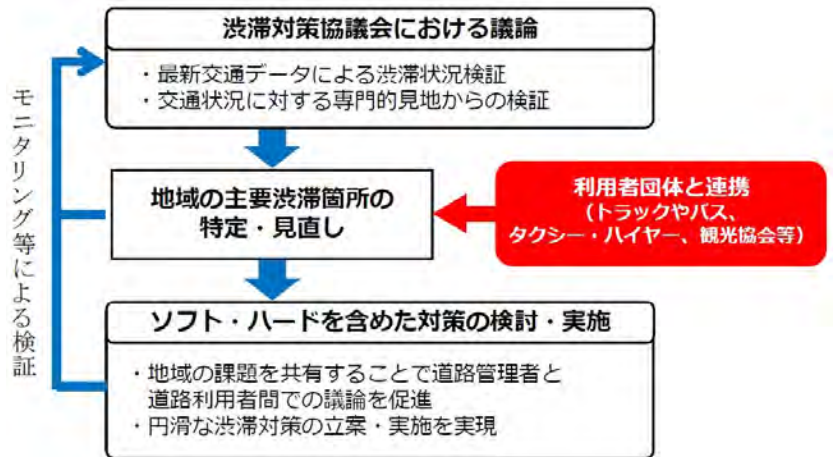 渋滞対策協議会における議論
・最新交通データによる渋滞状況検証
・交通状況に対する専門的見地からの検証
モニタリング等による検証
地域の主要渋滞箇所の
特定・見直し
利用者団体と連携
(トラックやバス、
タクシー・ハイヤー、観光協会等)
ソフト・ハードを含めた対策の検討・実施
・地域の課題を共有することで道路管理者と
道路利用者間での議論を促進
・円滑な渋滞対策の立案・実施を実現